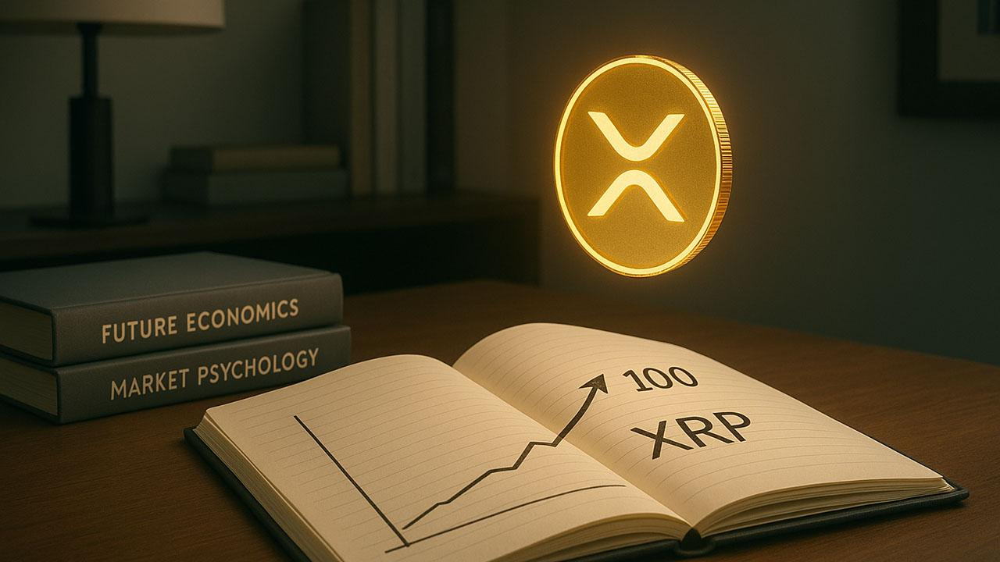 FUTURE ECONOMICS
MARKET PSYCHOLOGY
100
XRP